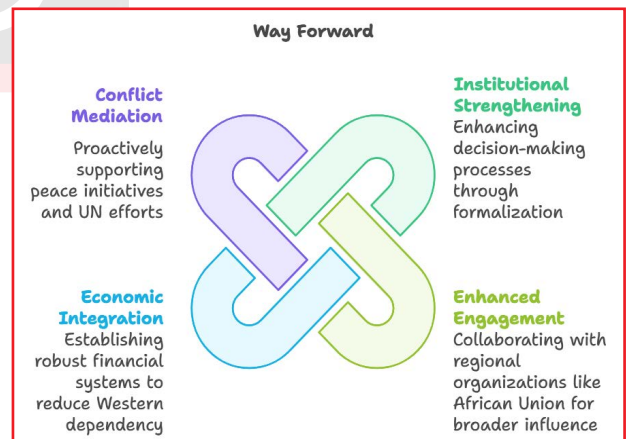 Way Forward
Conflict
Mediation
Proactively
supporting
peace initiatives
and UN efforts
Institutional
Strengthening
Enhancing
decision-making
processes
through
formalization
Economic
Integration
Establishing
robust financial
systems to
reduce Western
dependency
Enhanced
Engagement
Collaborating with
regional
organizations like
African Union for
broader influence